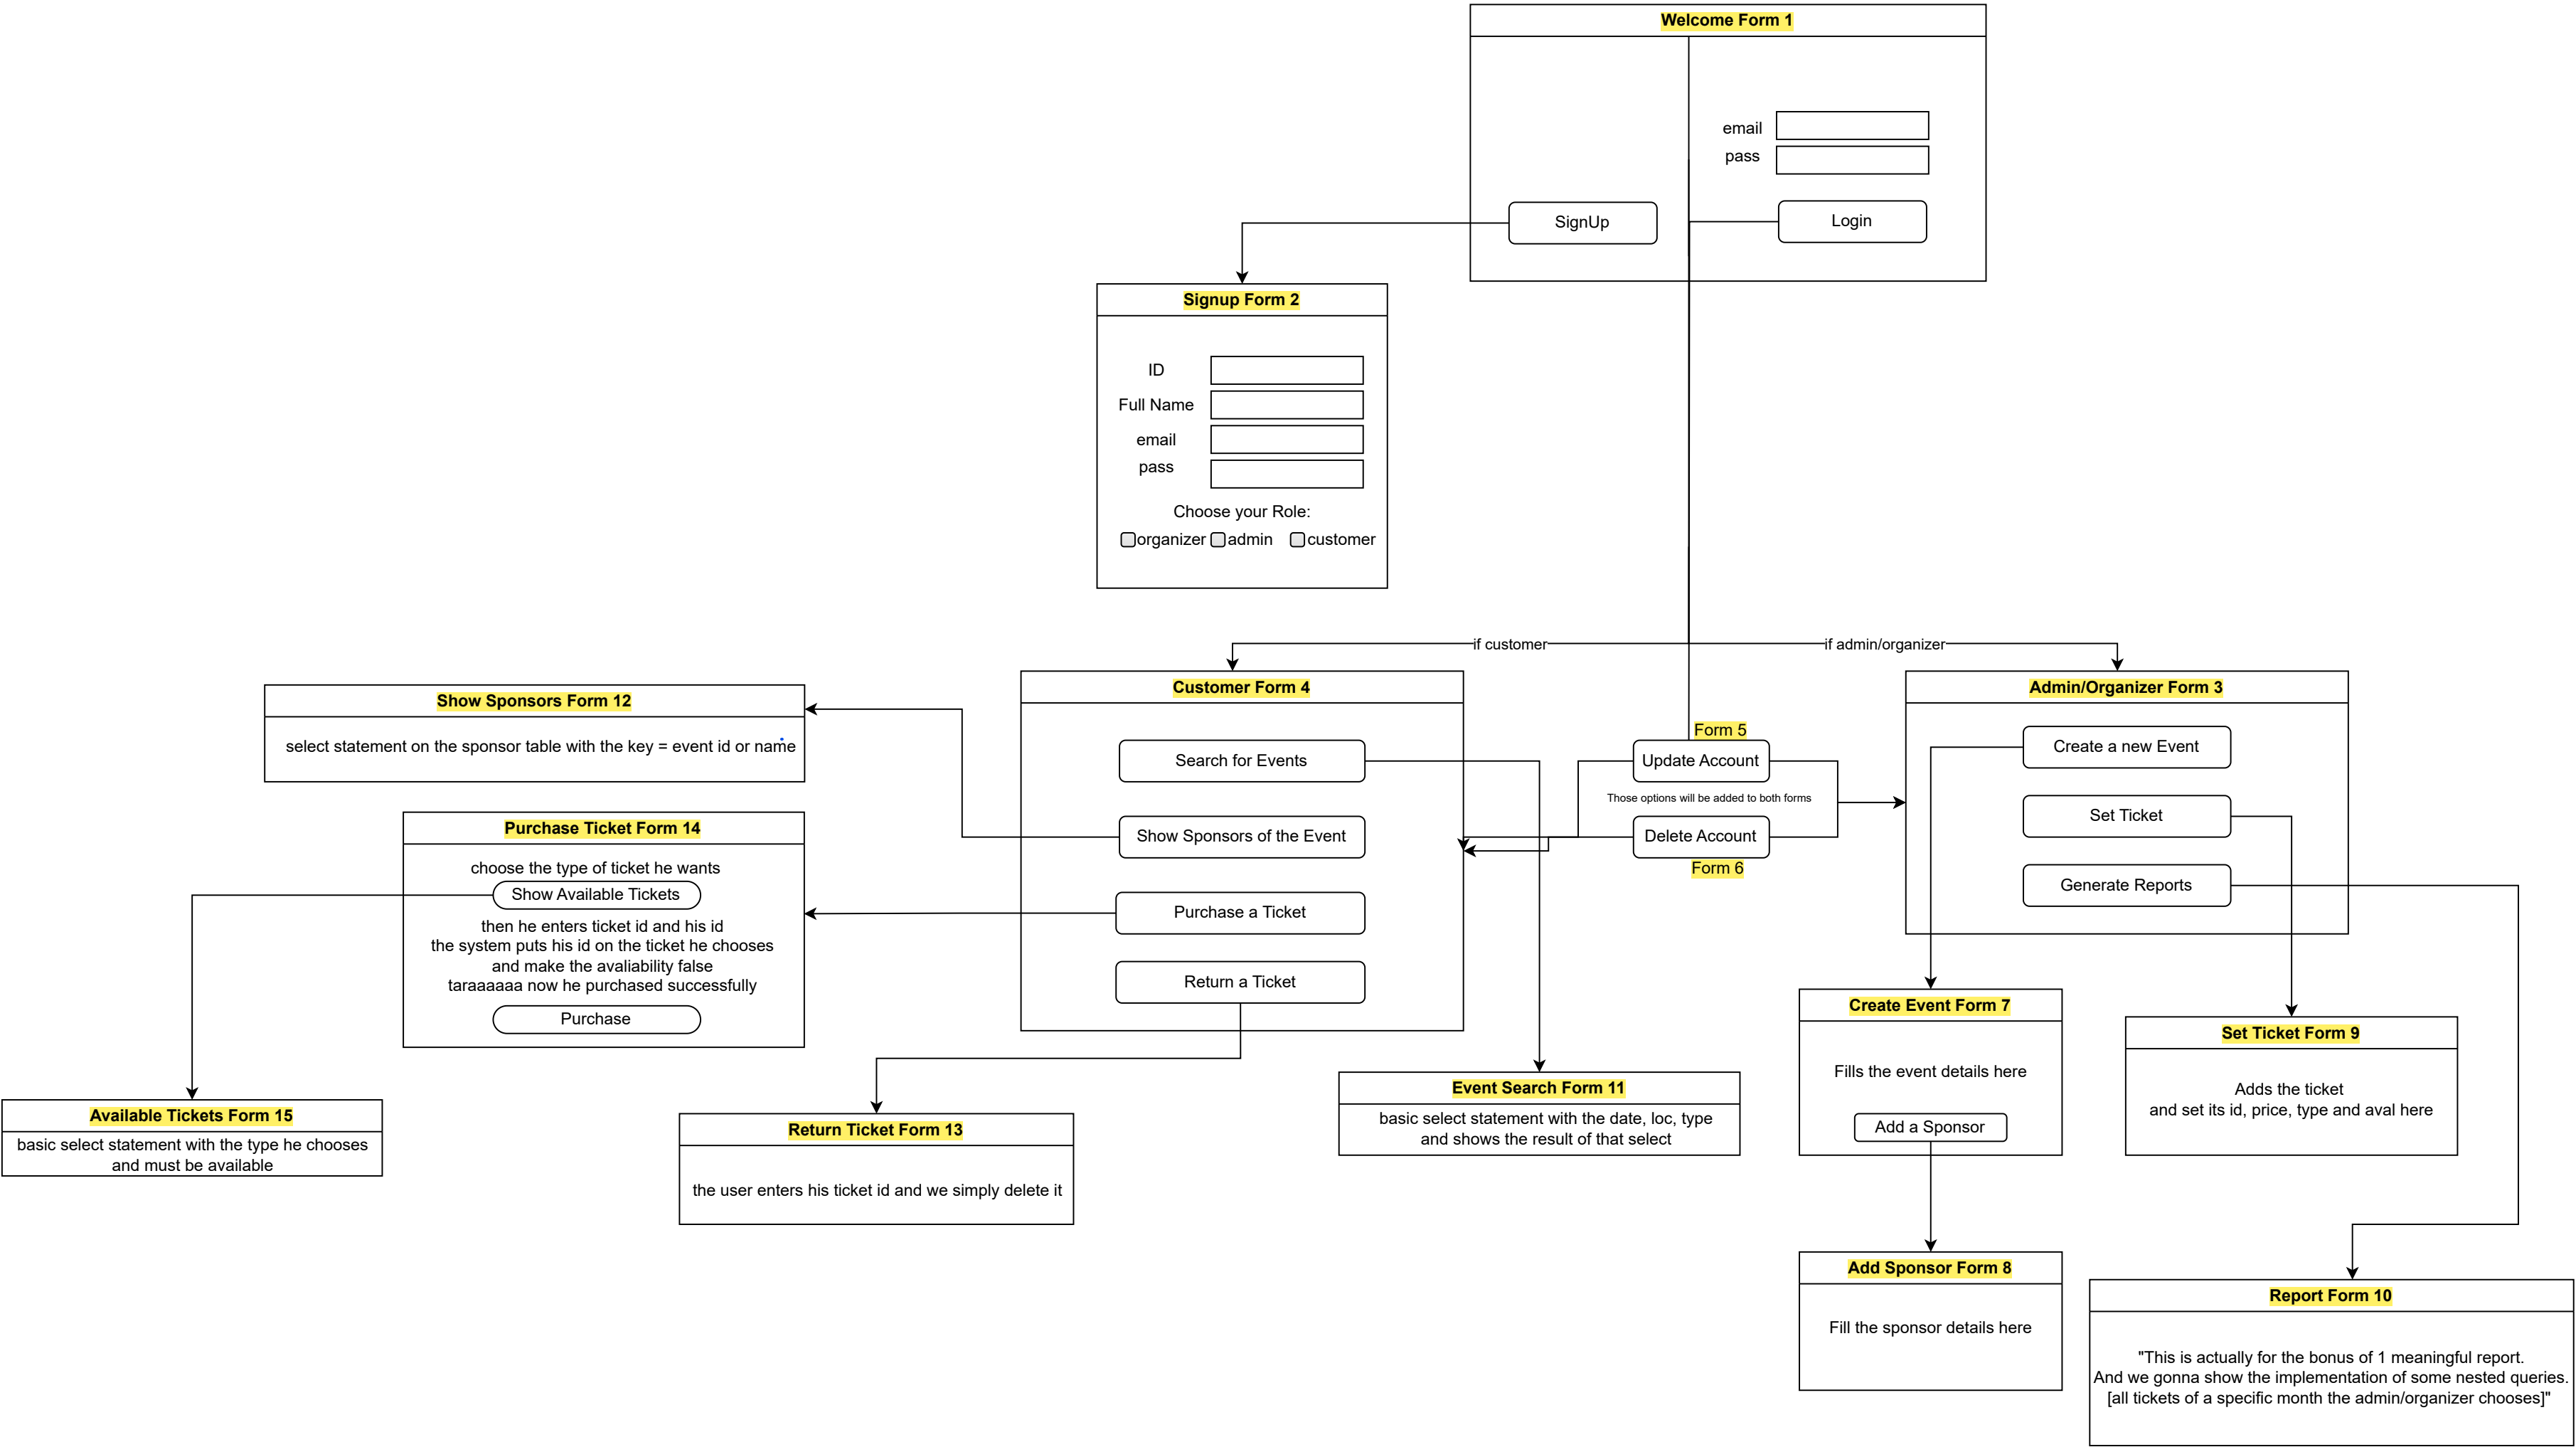 Welcome Form 1
email
pass
SignUp
Login
Signup Form 2
ID
Full Name
email
pass
Choose your Role:
organizer
admin
customer
if customer
if admin/organizer
Show Sponsors Form 12
select statement on the sponsor table with the key = event id or name
Customer Form 4
Search for Events
Show Sponsors of the Event
Purchase a Ticket
Return a Ticket
Form 5
Update Account
Those options will be added to both forms
Delete Account
Form 6
Admin/Organizer Form 3
Create a new Event
Set Ticket
Generate Reports
Purchase Ticket Form 14
choose the type of ticket he wants
Show Available Tickets
then he enters ticket id and his id
the system puts his id on the ticket he chooses
and make the avaliability false
taraaaaaa now he purchased successfully
Purchase
Available Tickets Form 15
basic select statement with the type he chooses
and must be available
Return Ticket Form 13
the user enters his ticket id and we simply delete it
Event Search Form 11
basic select statement with the date, loc, type
and shows the result of that select
Create Event Form 7
Fills the event details here
Add a Sponsor
Set Ticket Form 9
Adds the ticket
and set its id, price, type and aval here
Add Sponsor Form 8
Fill the sponsor details here
Report Form 10
"This is actually for the bonus of 1 meaningful report.
And we gonna show the implementation of some nested queries.
[all tickets of a specific month the admin/organizer chooses]"